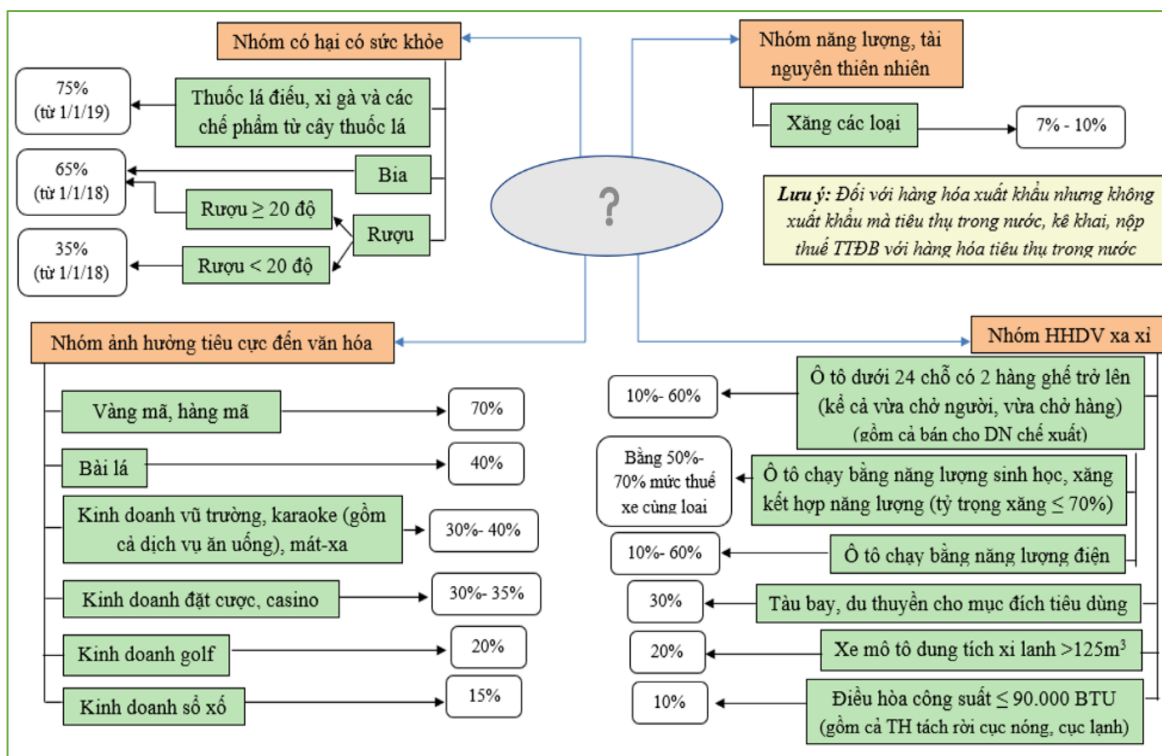 Nhóm có hại có sức khỏe
75%
(từ 1/1/19)
Thuốc lá điếu, xì gà và các
chế phẩm từ cây thuốc lá
65%
(từ 1/1/18)
Bia
Rượu ≥ 20 độ
Rượu
35%
(từ 1/1/18)
Rượu < 20 độ
Nhóm năng lượng, tài
nguyên thiên nhiên
Xăng các loại
7% - 10%
?
Lưu ý: Đối với hàng hóa xuất khẩu nhưng không
xuất khẩu mà tiêu thụ trong nước, kê khai, nộp
thuế TTĐB với hàng hóa tiêu thụ trong nước
Nhóm ảnh hưởng tiêu cực đến văn hóa
Vàng mã, hàng mã
70%
Bài lá
40%
Kinh doanh vũ trường, karaoke (gồm
cả dịch vụ ăn uống), mát-xa
30%- 40%
Kinh doanh đặt cược, casino
30%- 35%
Kinh doanh golf
20%
Kinh doanh sổ xố
15%
Nhóm HHDV xa xỉ
10%- 60%
Ô tô dưới 24 chỗ có 2 hàng ghế trở lên
(kể cả vừa chở người, vừa chở hàng)
(gồm cả bán cho DN chế xuất)
Bằng 50%-
70% mức thuế
xe cùng loại
Ô tô chạy bằng năng lượng sinh học, xăng
kết hợp năng lượng (tỷ trọng xăng ≤ 70%)
10%- 60%
Ô tô chạy bằng năng lượng điện
30%
Tàu bay, du thuyền cho mục đích tiêu dùng
20%
Xe mô tô dung tích xi lanh >125m³
10%
Điều hòa công suất ≤ 90.000 BTU
(gồm cả TH tách rời cục nóng, cục lạnh)